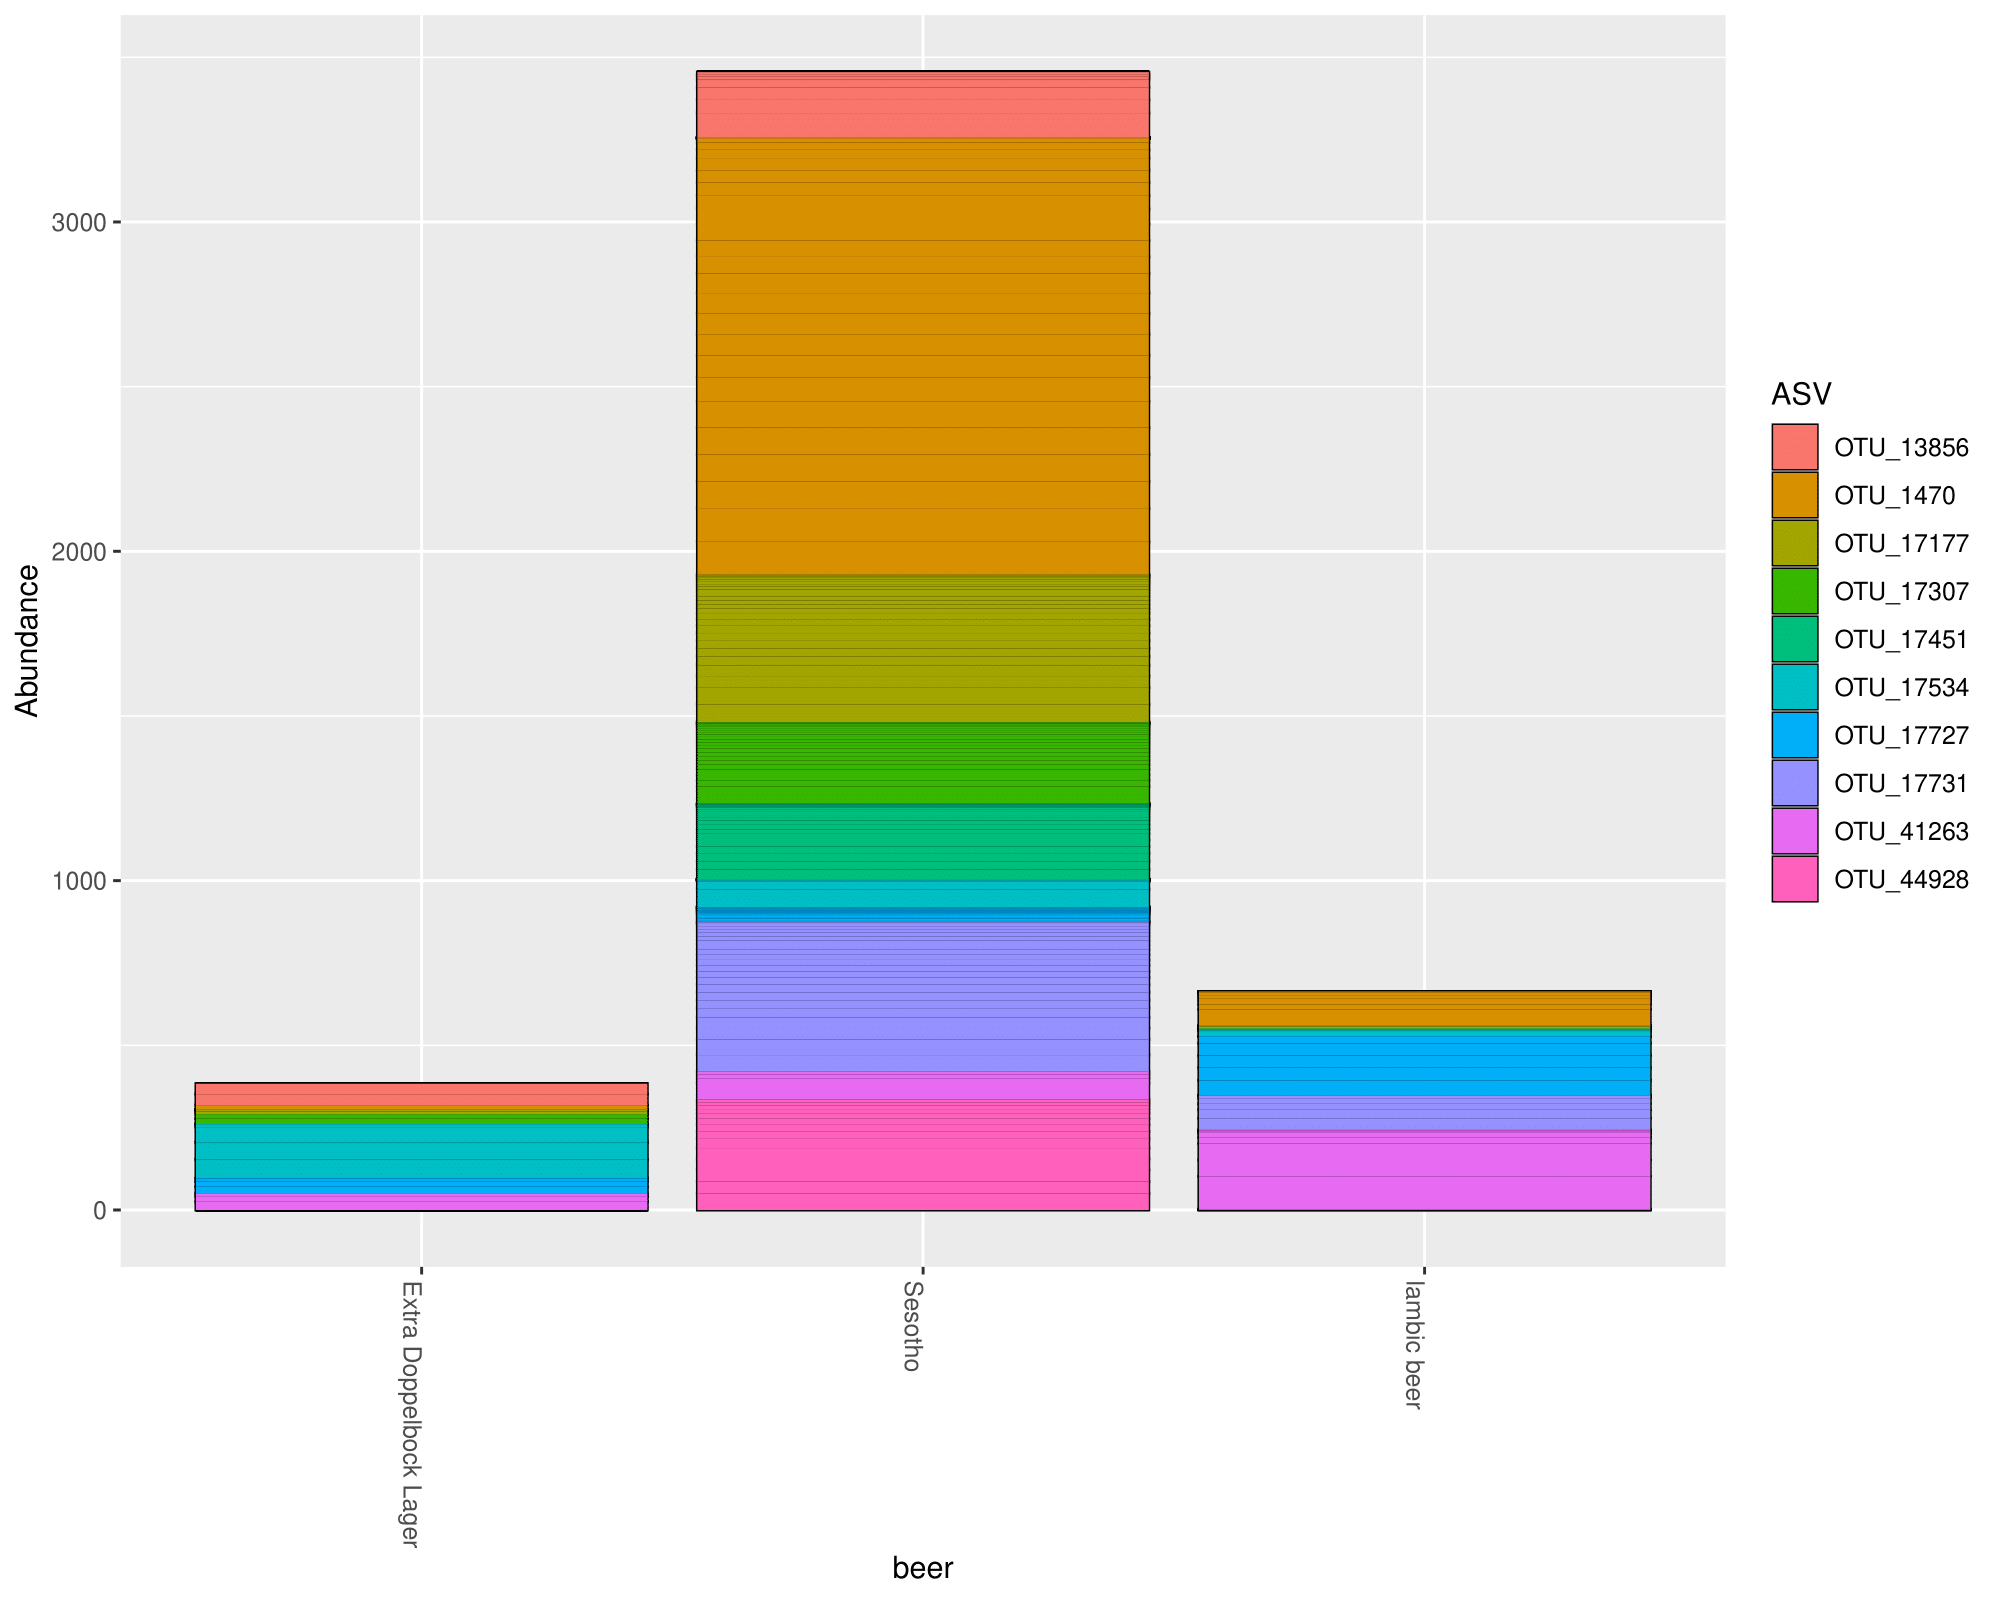 3000
2000
1000
0
Abundance
Extra Doppelbock Lager
Sesotho
lambic beer
beer
ASV
OTU_13856
OTU_1470
OTU_17177
OTU_17307
OTU_17451
OTU_17534
OTU_17727
OTU_17731
OTU_41263
OTU_44928